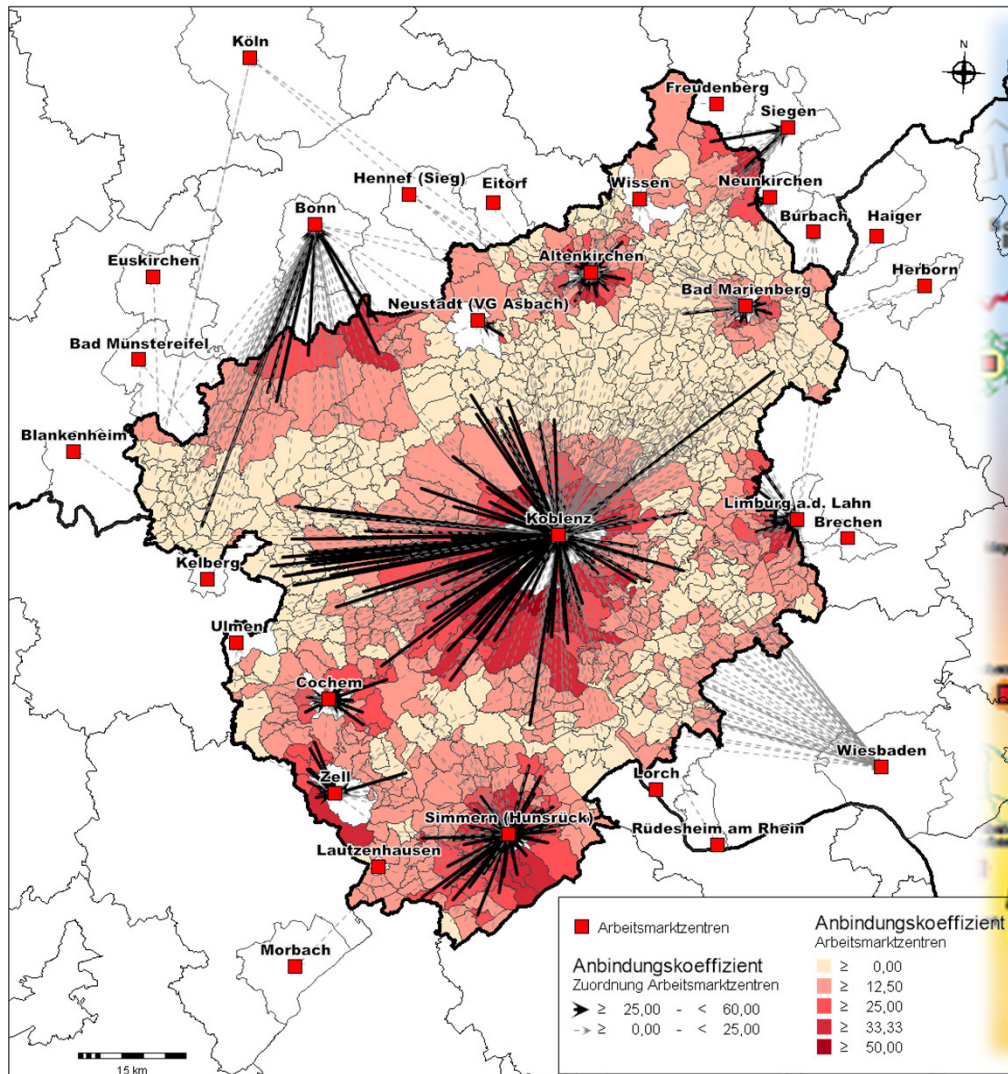 Köln
N
Freudenberg
Siegen
Hennef (Sieg)
Eitorf
Wissen
Neunkirchen
Bonn
Burbach
Haiger
Euskirchen
Altenkirchen
Herborn
Bad Marienberg
Neustadt (VG Asbach)
Bad Münstereifel
Blankenheim
Limburg a.d. Lahn
Koblenz
Brechen
Kelberg
Ulmen
Cochem
Wiesbaden
Zell
Lorch
Simmern (Hunsrück)
Rüdesheim am Rhein
Lautzenhausen
Morbach
15 km
Arbeitsmarktzentren
Anbindungskoeffizient
Zuordnung Arbeitsmarktzentren
≥ 25,00 - < 60,00
≥ 0,00 - < 25,00
Anbindungskoeffizient
Arbeitsmarktzentren
≥ 0,00
≥ 12,50
≥ 25,00
≥ 33,33
≥ 50,00